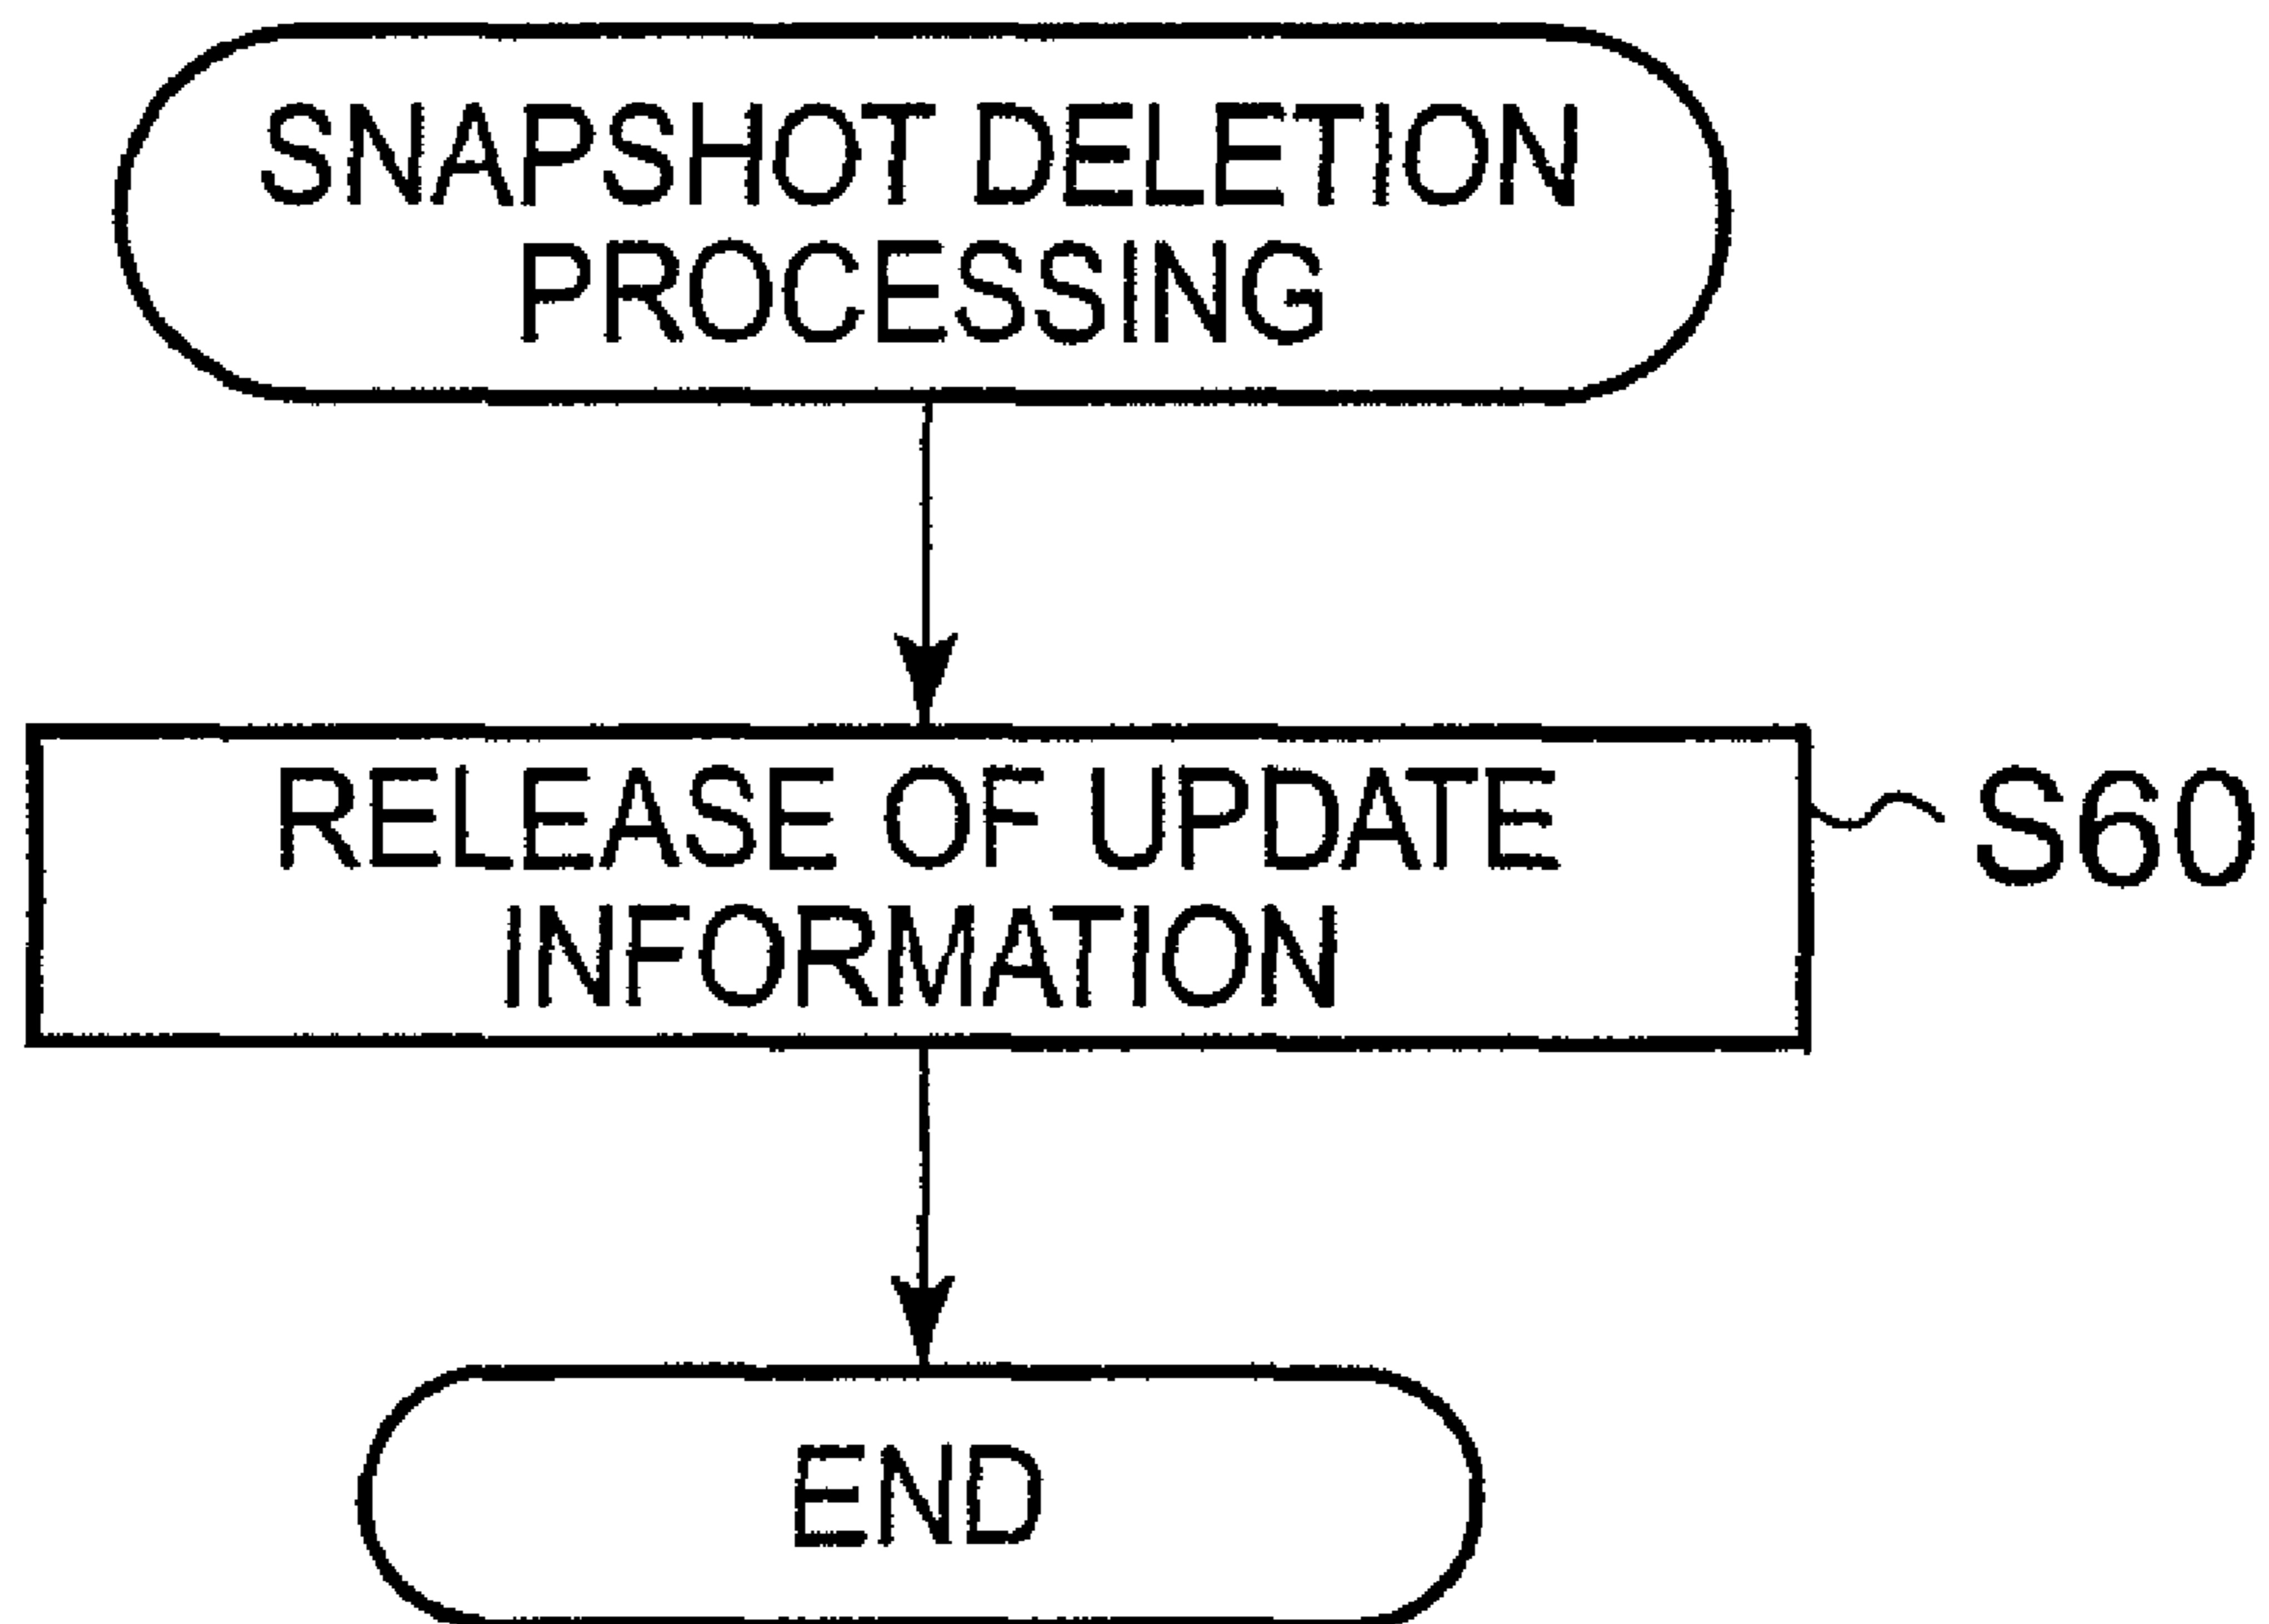 SNAPSHOT DELETION
PROCESSING
RELEASE OF UPDATE
INFORMATION
S60
END